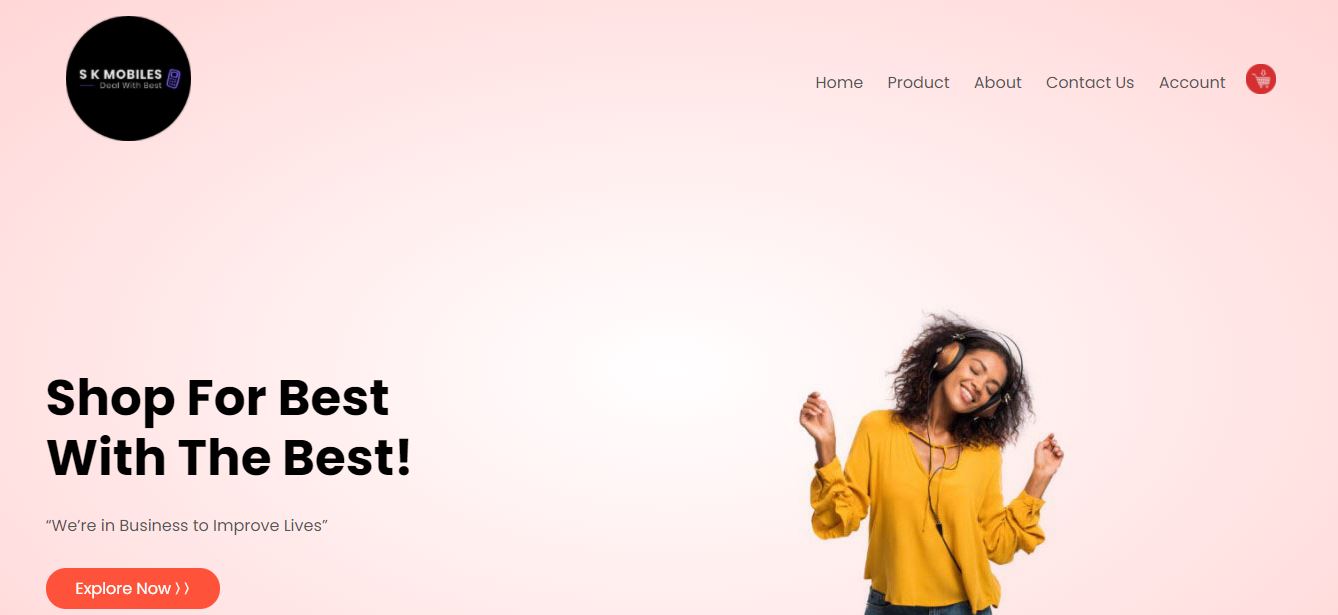 S K MOBILES
Deal With Best
Home Product About Contact Us Account
Shop For Best
With The Best!
“We’re in Business to Improve Lives”
Explore Now ⟩⟩